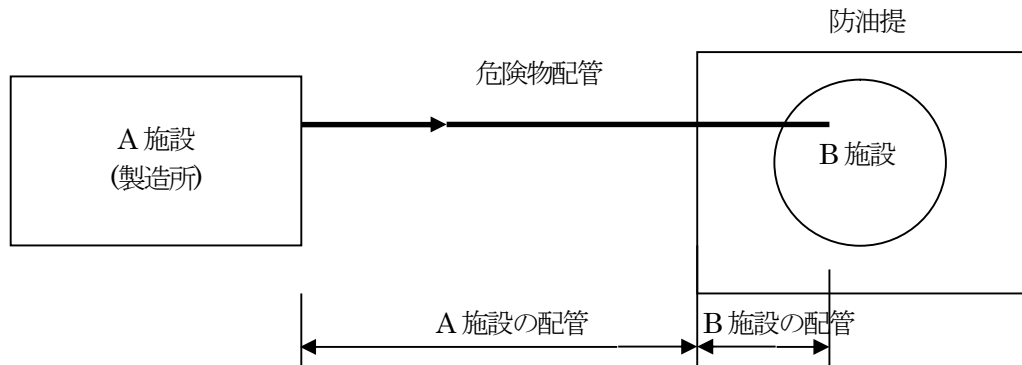 防油提
危険物配管
A 施設
(製造所)
B 施設
A 施設の配管
B 施設の配管